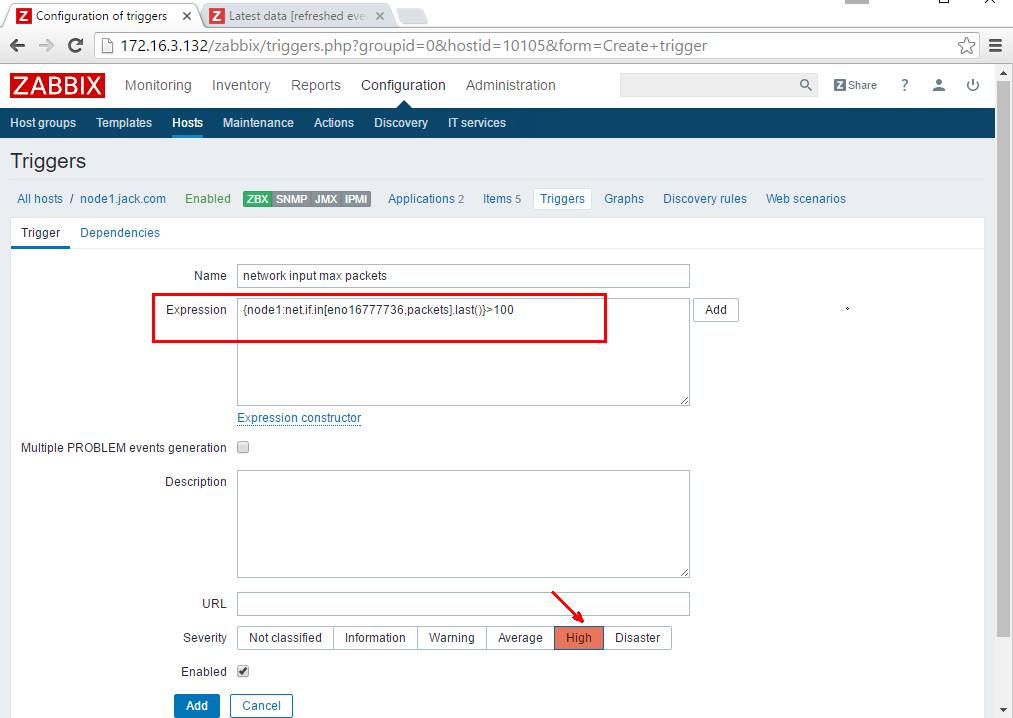 Configuration of triggers
Latest data [refreshed eve
172.16.3.132/zabbix/triggers.php?groupid=0&hostid=10105&form=Create+trigger
ZABBIX Monitoring Inventory Reports Configuration Administration Z Share ?
Host groups Templates Hosts Maintenance Actions Discovery IT services
Triggers
All hosts / node1.jack.com Enabled ZBX SNMP JMX IPMI Applications 2 Items 5 Triggers Graphs Discovery rules Web scenarios
Trigger Dependencies
Name network input max packets
Expression {node1:net.if.in[eno16777736,packets].last()}>100 Add
Expression constructor
Multiple PROBLEM events generation
Description
URL
Severity Not classified Information Warning Average High Disaster
Enabled
Add Cancel